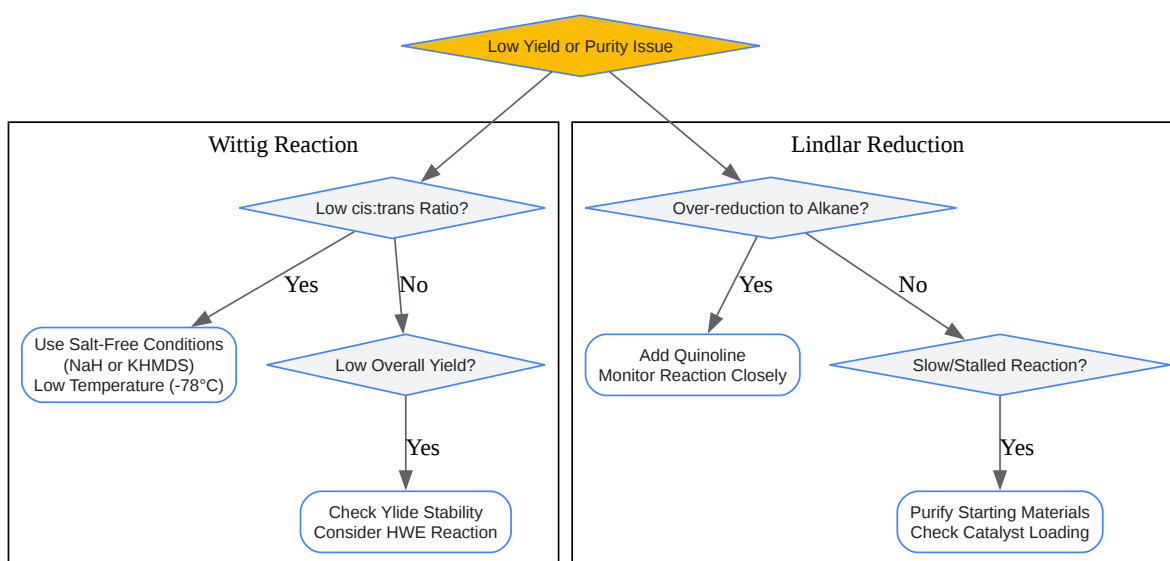 Low Yield or Purity Issue
Wittig Reaction
Low cis:trans Ratio?
Yes
No
Use Salt-Free Conditions
(NaH or KHMDS)
Low Temperature (-78°C)
Low Overall Yield?
Yes
Check Ylide Stability
Consider HWE Reaction
Lindlar Reduction
Over-reduction to Alkane?
Yes
No
Add Quinoline
Monitor Reaction Closely
Slow/Stalled Reaction?
Yes
Purify Starting Materials
Check Catalyst Loading